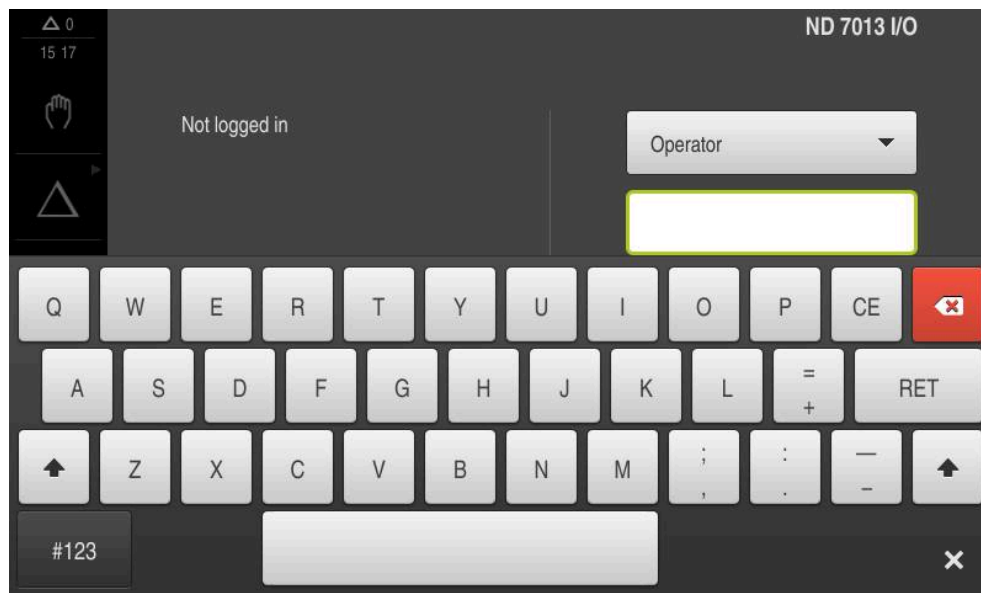 0
ND 7013 I/O
15 17
Not logged in
Operator
Q W E R T Y U I O P CE
A S D F G H J K L = + RET
Z X C V B N M ; , : . — –
#123